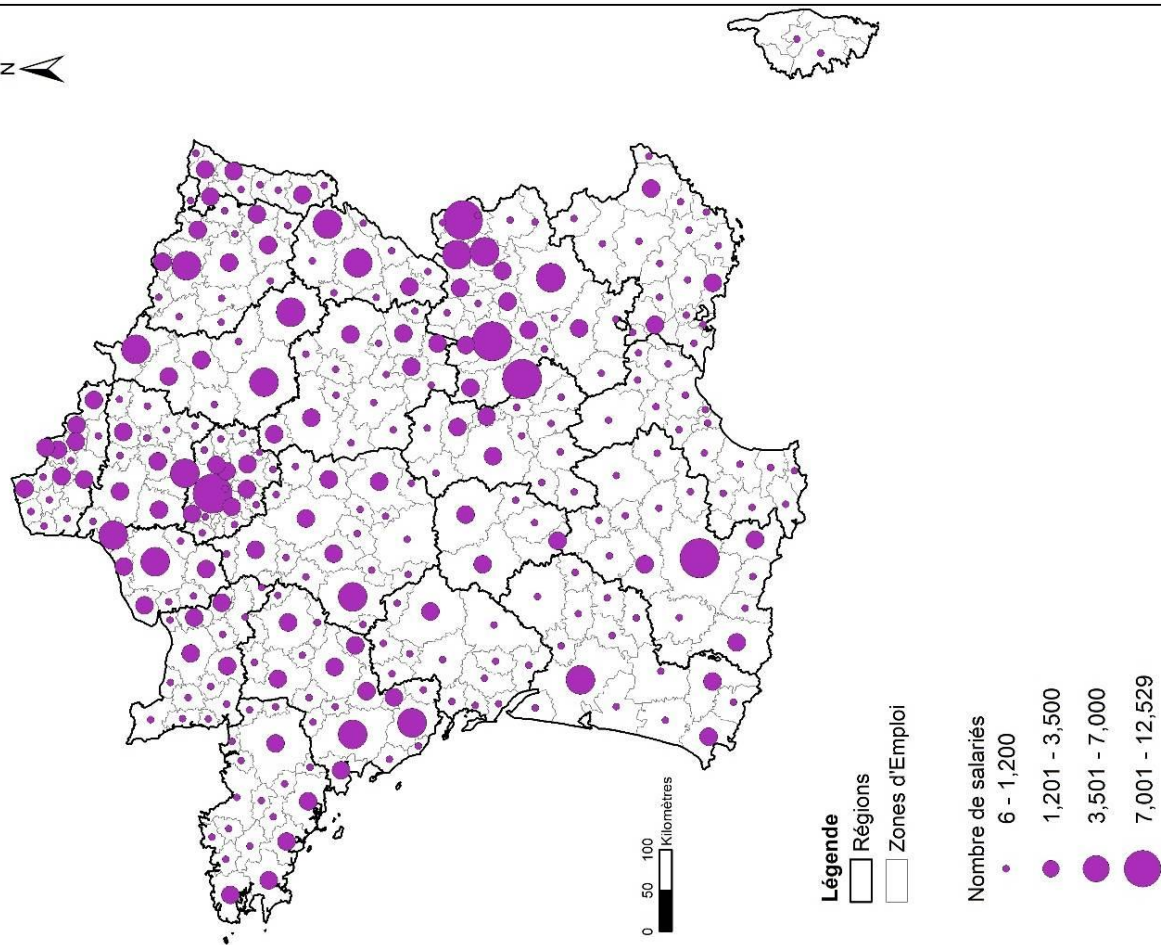 N
0 50 100
Kilomètres
Légende
Régions
Zones d'Emploi
Nombre de salariés
6 - 1,200
1,201 - 3,500
3,501 - 7,000
7,001 - 12,529